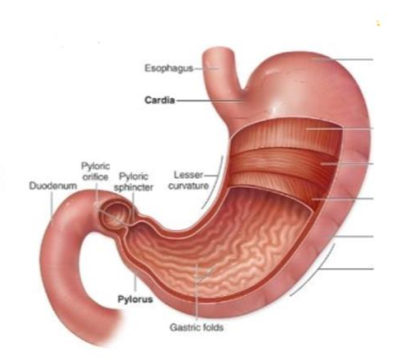 Esophagus
Cardia
Pyloric
orifice
Pyloric
sphincter
Lesser
curvature
Duodenum
Pylorus
Gastric folds